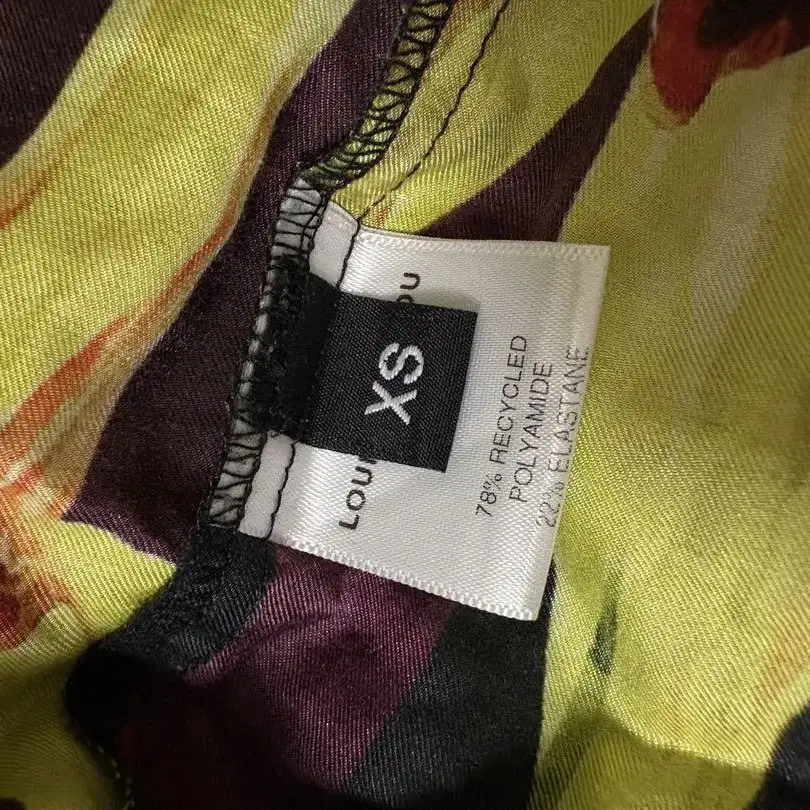 XS
78% RECYCLED
POLYAMIDE
22% ELASTANE